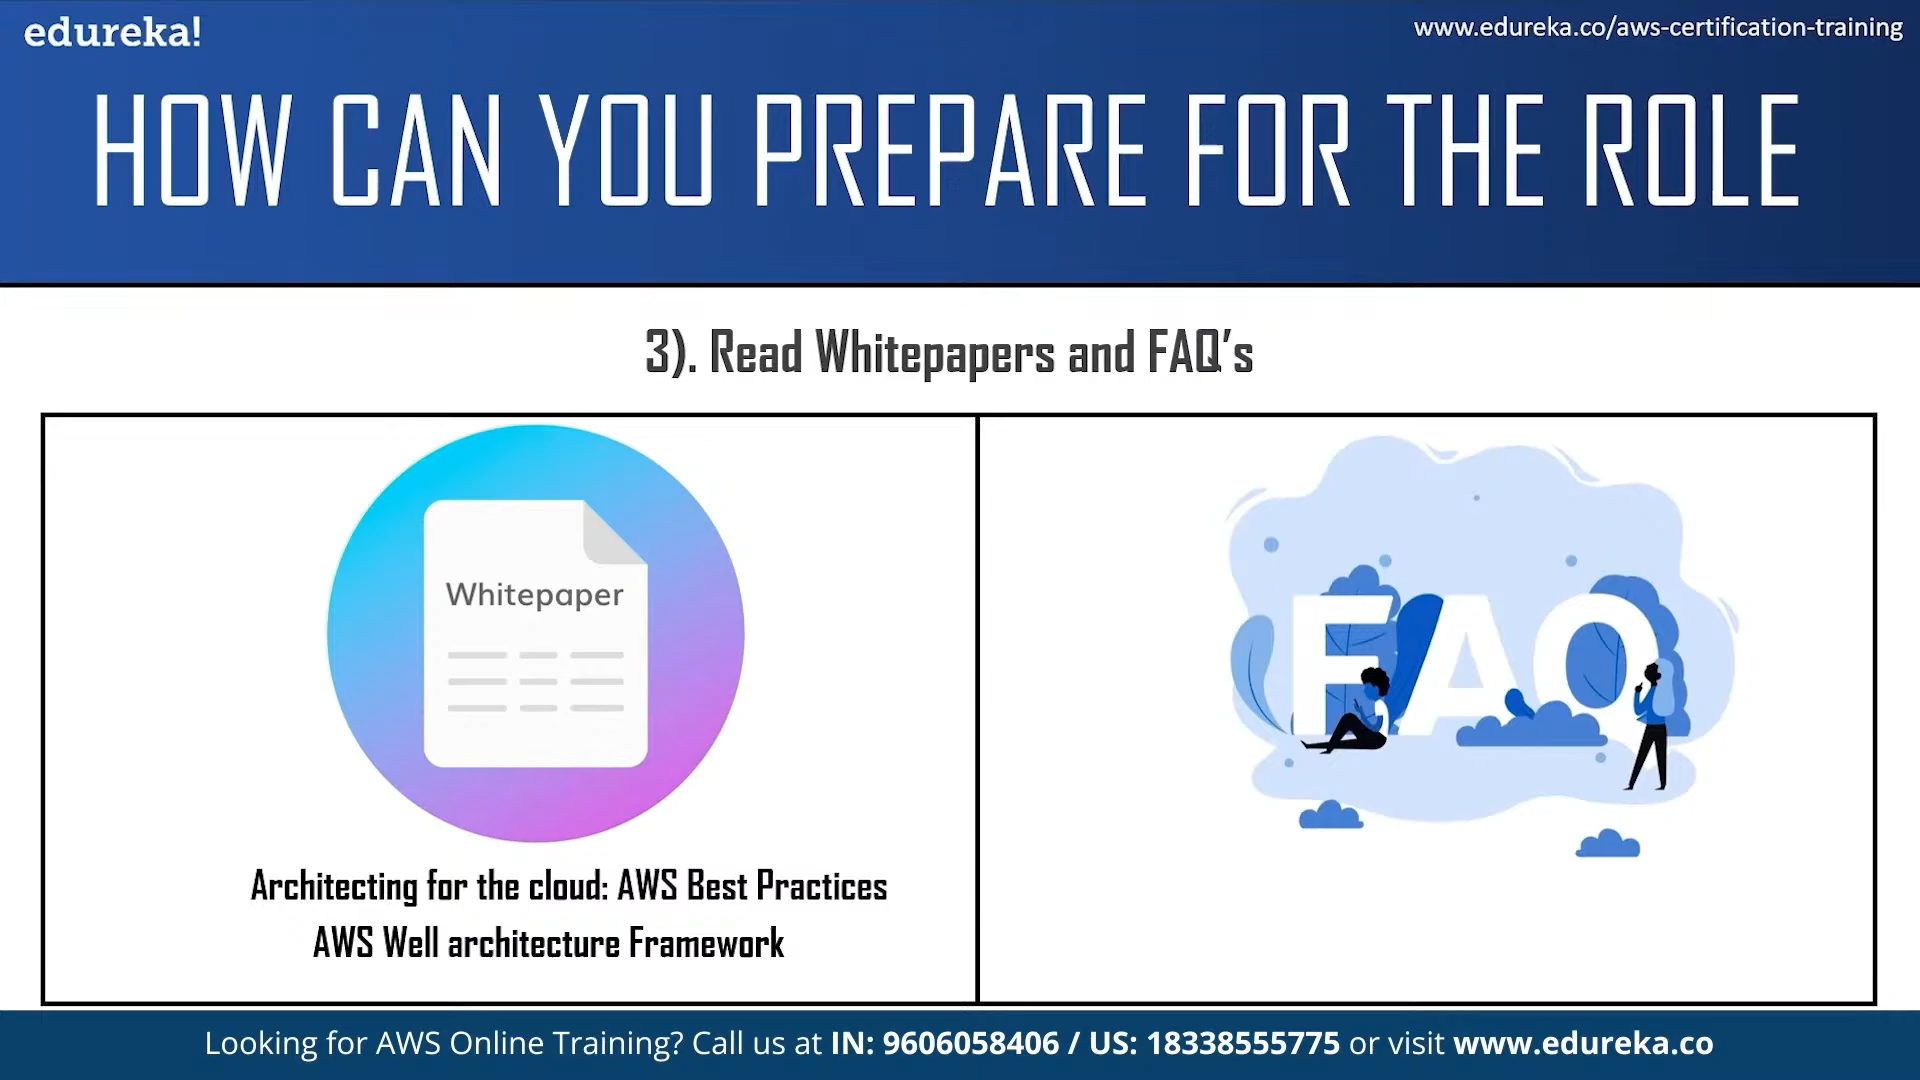 edureka!
www.edureka.co/aws-certification-training
HOW CAN YOU PREPARE FOR THE ROLE
3). Read Whitepapers and FAQ’s
Whitepaper
FAQ
Architecting for the cloud: AWS Best Practices
AWS Well architecture Framework
Looking for AWS Online Training? Call us at IN: 9606058406 / US: 18338555775 or visit www.edureka.co